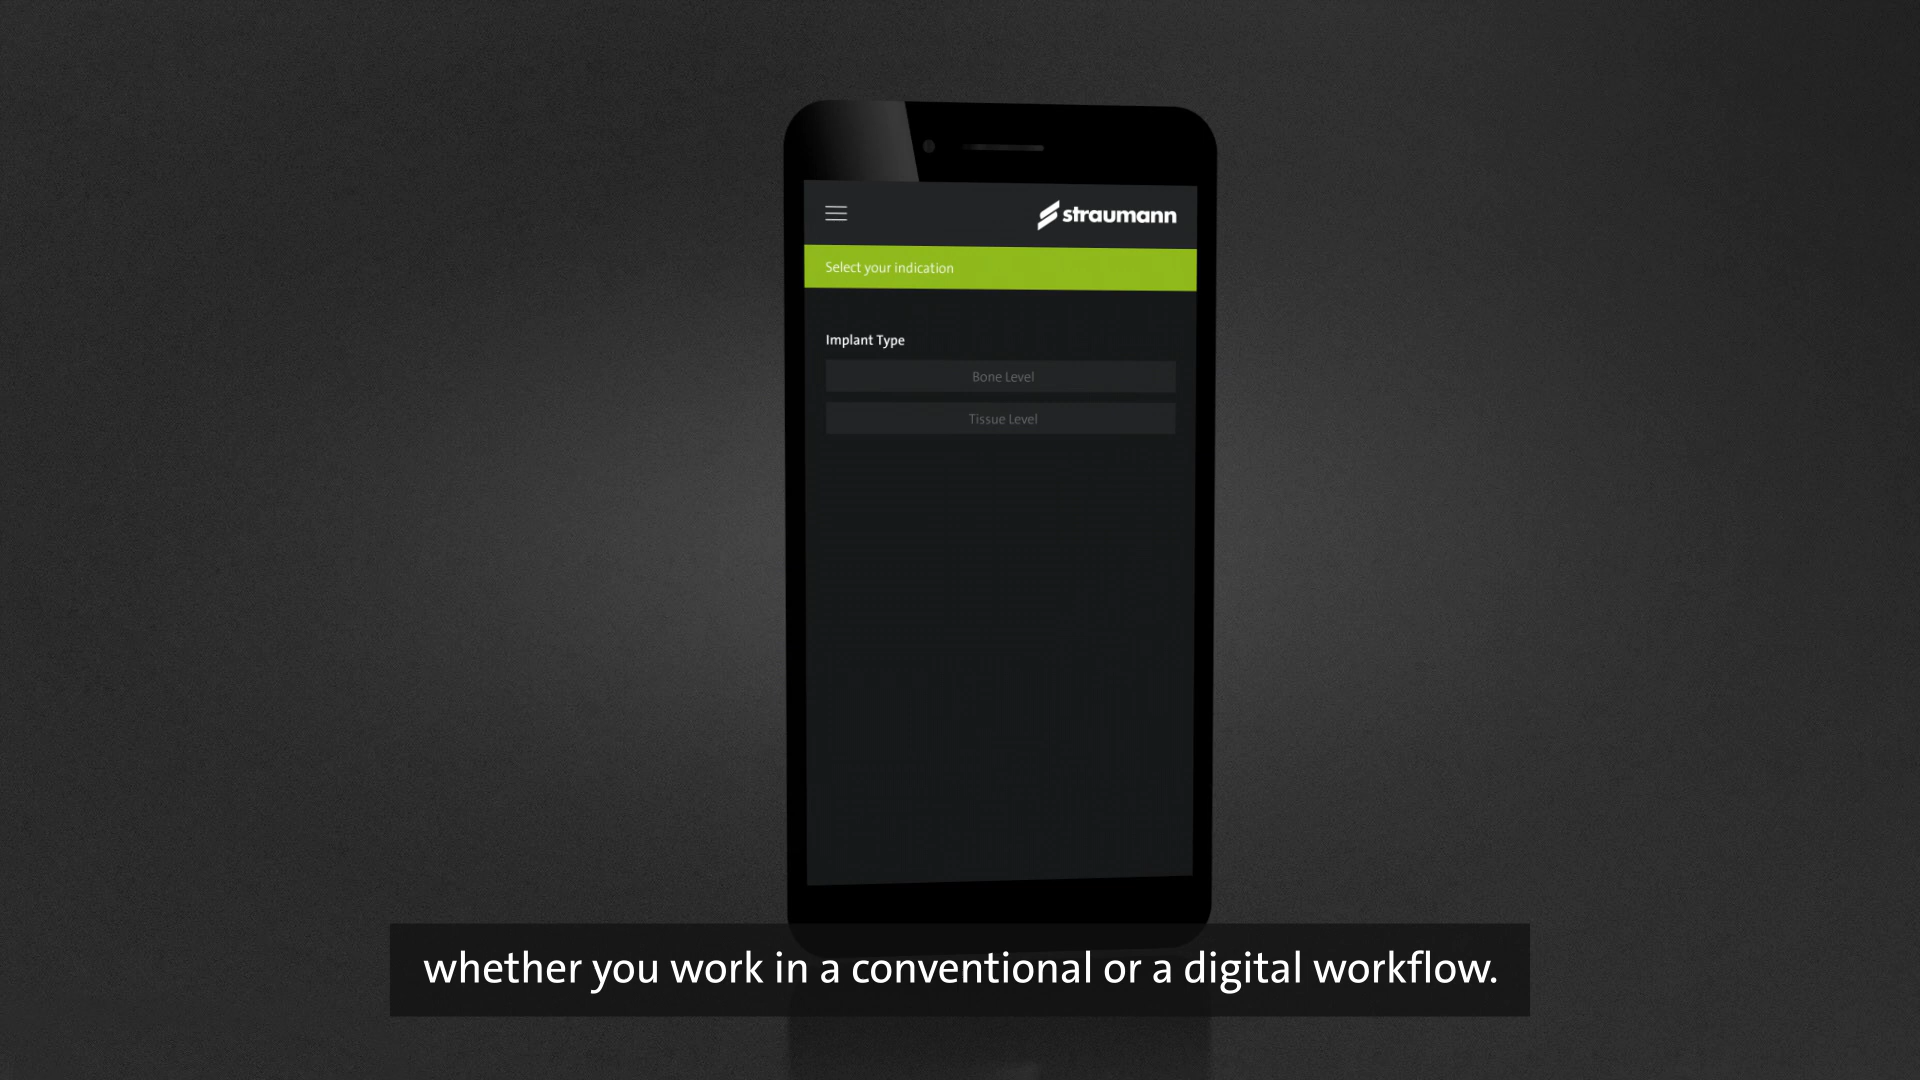 straumann
Select your indication
Implant Type
Bone Level
Tissue Level
whether you work in a conventional or a digital workflow.